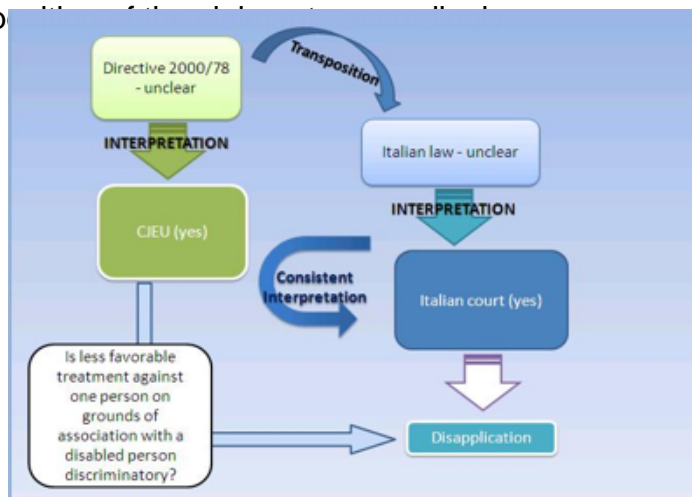 Directive 2000/78
- unclear
Transposition
INTERPRETATION
Italian law - unclear
INTERPRETATION
CJEU (yes)
Consistent
Interpretation
Italian court (yes)
Is less favorable
treatment against
one person on
grounds of
association with a
disabled person
discriminatory?
Disapplication